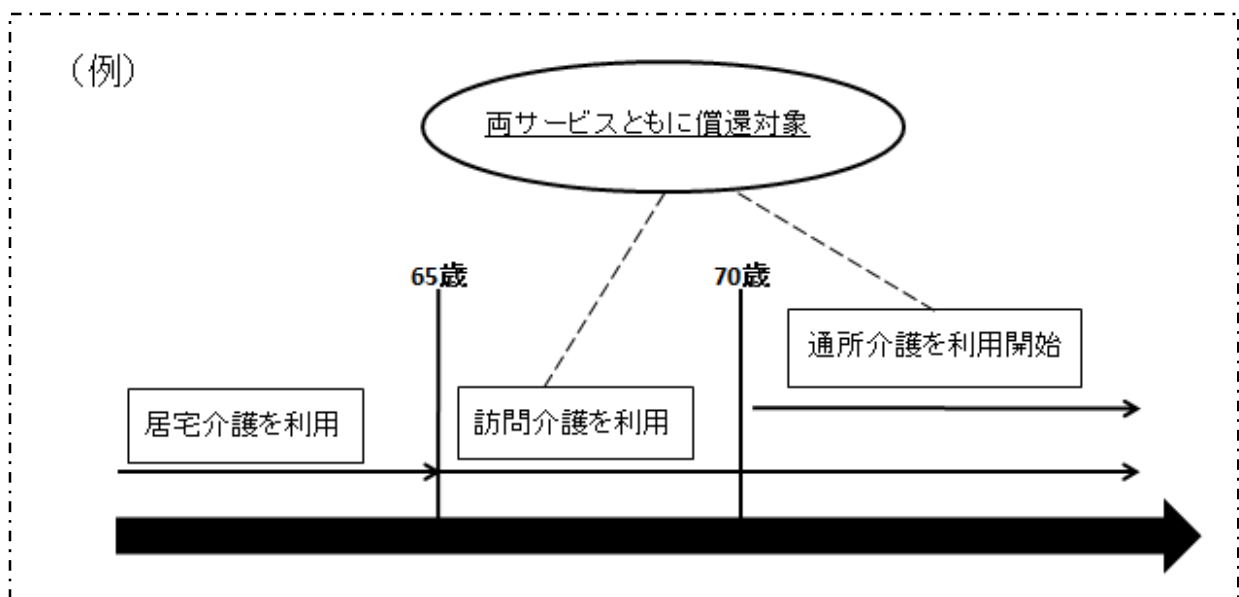 （例）
両サービスともに償還対象
65歳
70歳
通所介護を利用開始
居宅介護を利用
訪問介護を利用